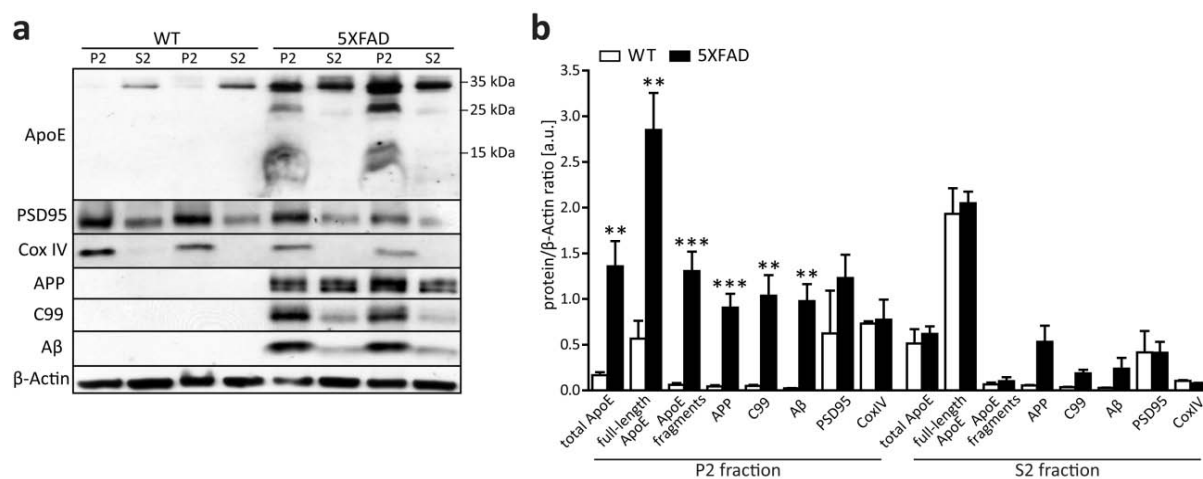 a
WT 5XFAD
P2 S2 P2 S2 P2 S2 P2 S2
ApoE
35 kDa
25 kDa
15 kDa
PSD95
Cox IV
APP
C99
Aβ
β-Actin
b
WT 5XFAD
protein/β-Actin ratio [a.u.]
3.5
3.0
2.5
2.0
1.5
1.0
0.5
0.0
** ** *** *** ** **
total ApoE
full-length
ApoE
ApoE
fragments
APP
C99
Aβ
PSD95
CoxIV
total ApoE
full-length
ApoE
ApoE
fragments
APP
C99
Aβ
PSD95
CoxIV
P2 fraction
S2 fraction